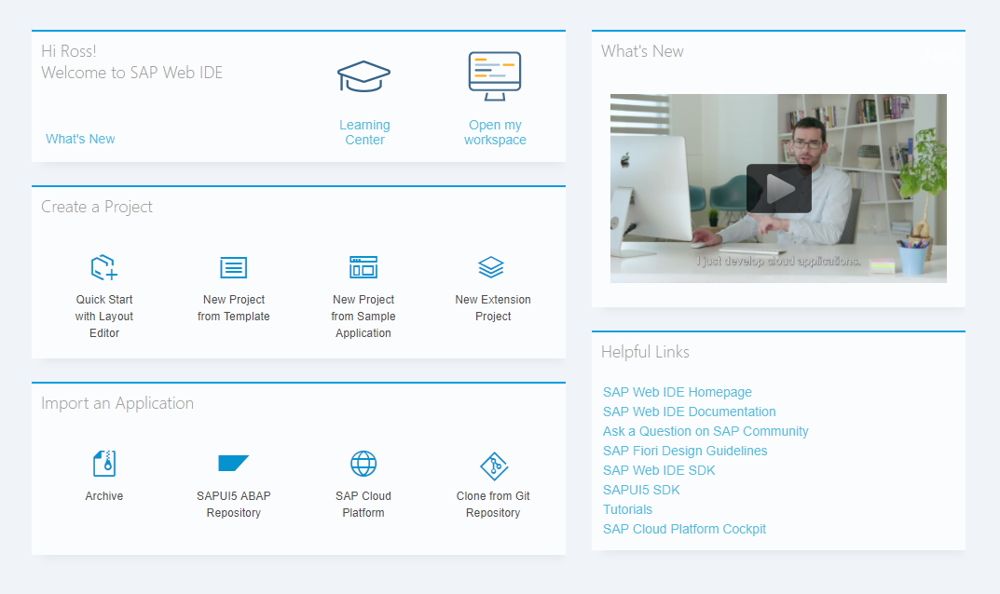 Hi Ross!
Welcome to SAP Web IDE
What's New
Learning
Center
Open my
workspace
Create a Project
Quick Start
with Layout
Editor
New Project
from Template
New Project
from Sample
Application
New Extension
Project
Import an Application
Archive
SAPUI5 ABAP
Repository
SAP Cloud
Platform
Clone from Git
Repository
What's New
I just develop cloud applications.
Helpful Links
SAP Web IDE Homepage
SAP Web IDE Documentation
Ask a Question on SAP Community
SAP Fiori Design Guidelines
SAP Web IDE SDK
SAPUI5 SDK
Tutorials
SAP Cloud Platform Cockpit